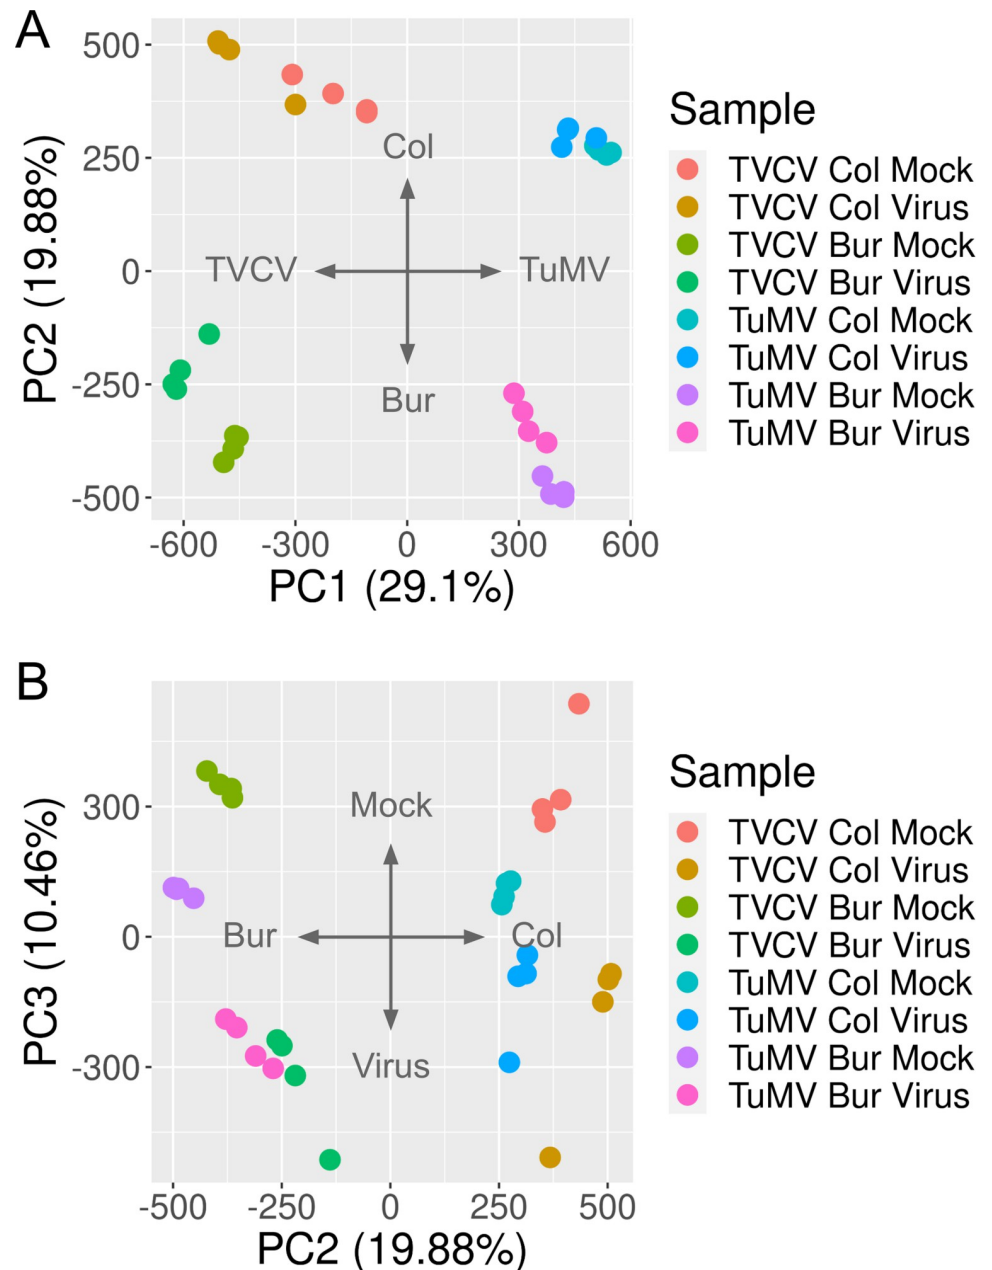 A
500
250
0
-250
-500
PC2 (19.88%)
Col
TVCV
TuMV
Bur
-600 -300 0 300 600
PC1 (29.1%)
Sample
TVCV Col Mock
TVCV Col Virus
TVCV Bur Mock
TVCV Bur Virus
TuMV Col Mock
TuMV Col Virus
TuMV Bur Mock
TuMV Bur Virus
B
300
0
-300
PC3 (10.46%)
Mock
Bur
Col
Virus
-500 -250 0 250 500
PC2 (19.88%)
Sample
TVCV Col Mock
TVCV Col Virus
TVCV Bur Mock
TVCV Bur Virus
TuMV Col Mock
TuMV Col Virus
TuMV Bur Mock
TuMV Bur Virus